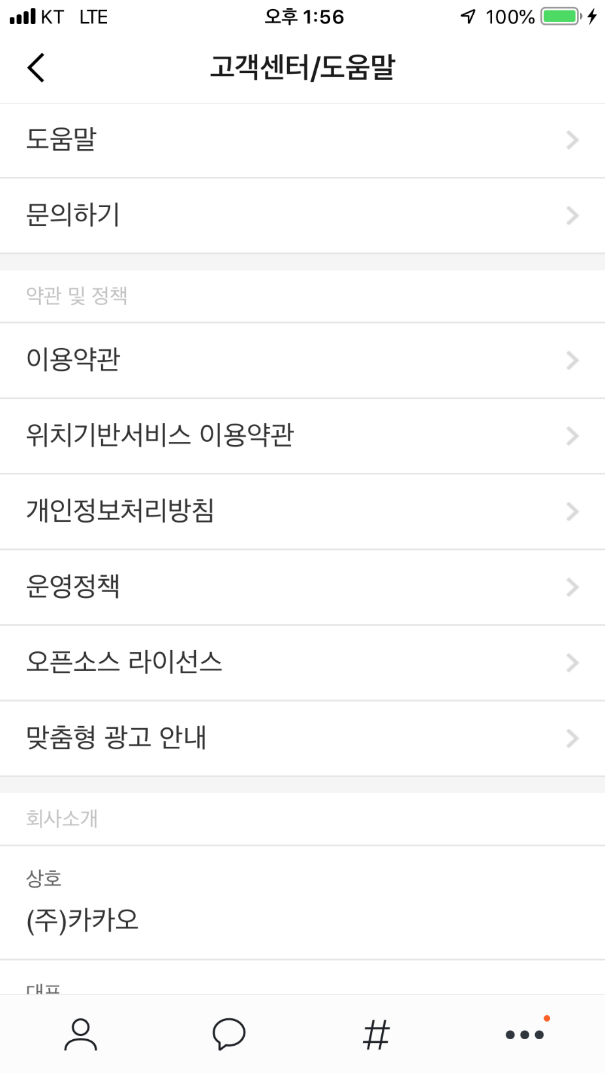 KT LTE 오후 1:56 100%
고객센터/도움말
도움말
문의하기
약관 및 정책
이용약관
위치기반서비스 이용약관
개인정보처리방침
운영정책
오픈소스 라이선스
맞춤형 광고 안내
회사소개
상호
(주)카카오
대표
#